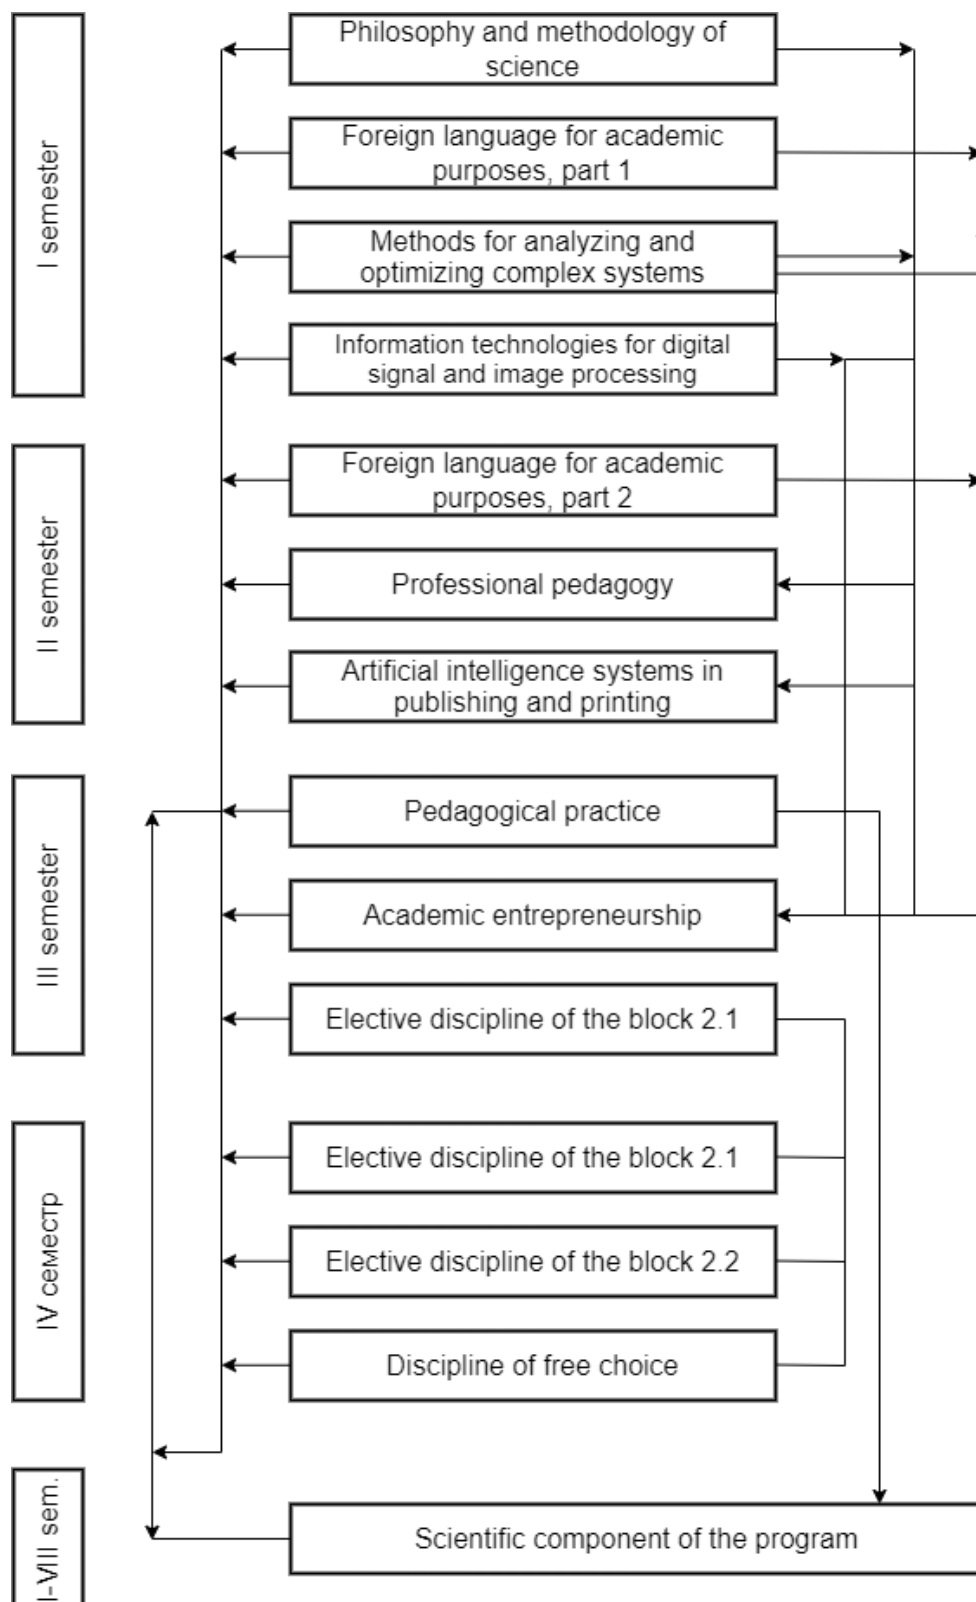 I semester
Philosophy and methodology of
science
Foreign language for academic
purposes, part 1
Methods for analyzing and
optimizing complex systems
Information technologies for digital
signal and image processing
II semester
Foreign language for academic
purposes, part 2
Professional pedagogy
Artificial intelligence systems in
publishing and printing
III semester
Pedagogical practice
Academic entrepreneurship
Elective discipline of the block 2.1
IV семестр
Elective discipline of the block 2.1
Elective discipline of the block 2.2
Discipline of free choice
I-VIII sem.
Scientific component of the program